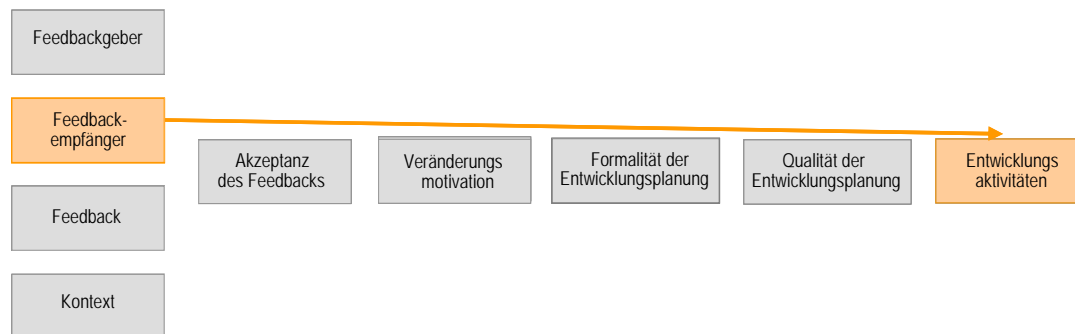 Feedbackgeber
Feedback-
empfänger
Akzeptanz
des Feedbacks
Veränderungs
motivation
Formalität der
Entwicklungsplanung
Qualität der
Entwicklungsplanung
Entwicklungs
aktivitäten
Feedback
Kontext